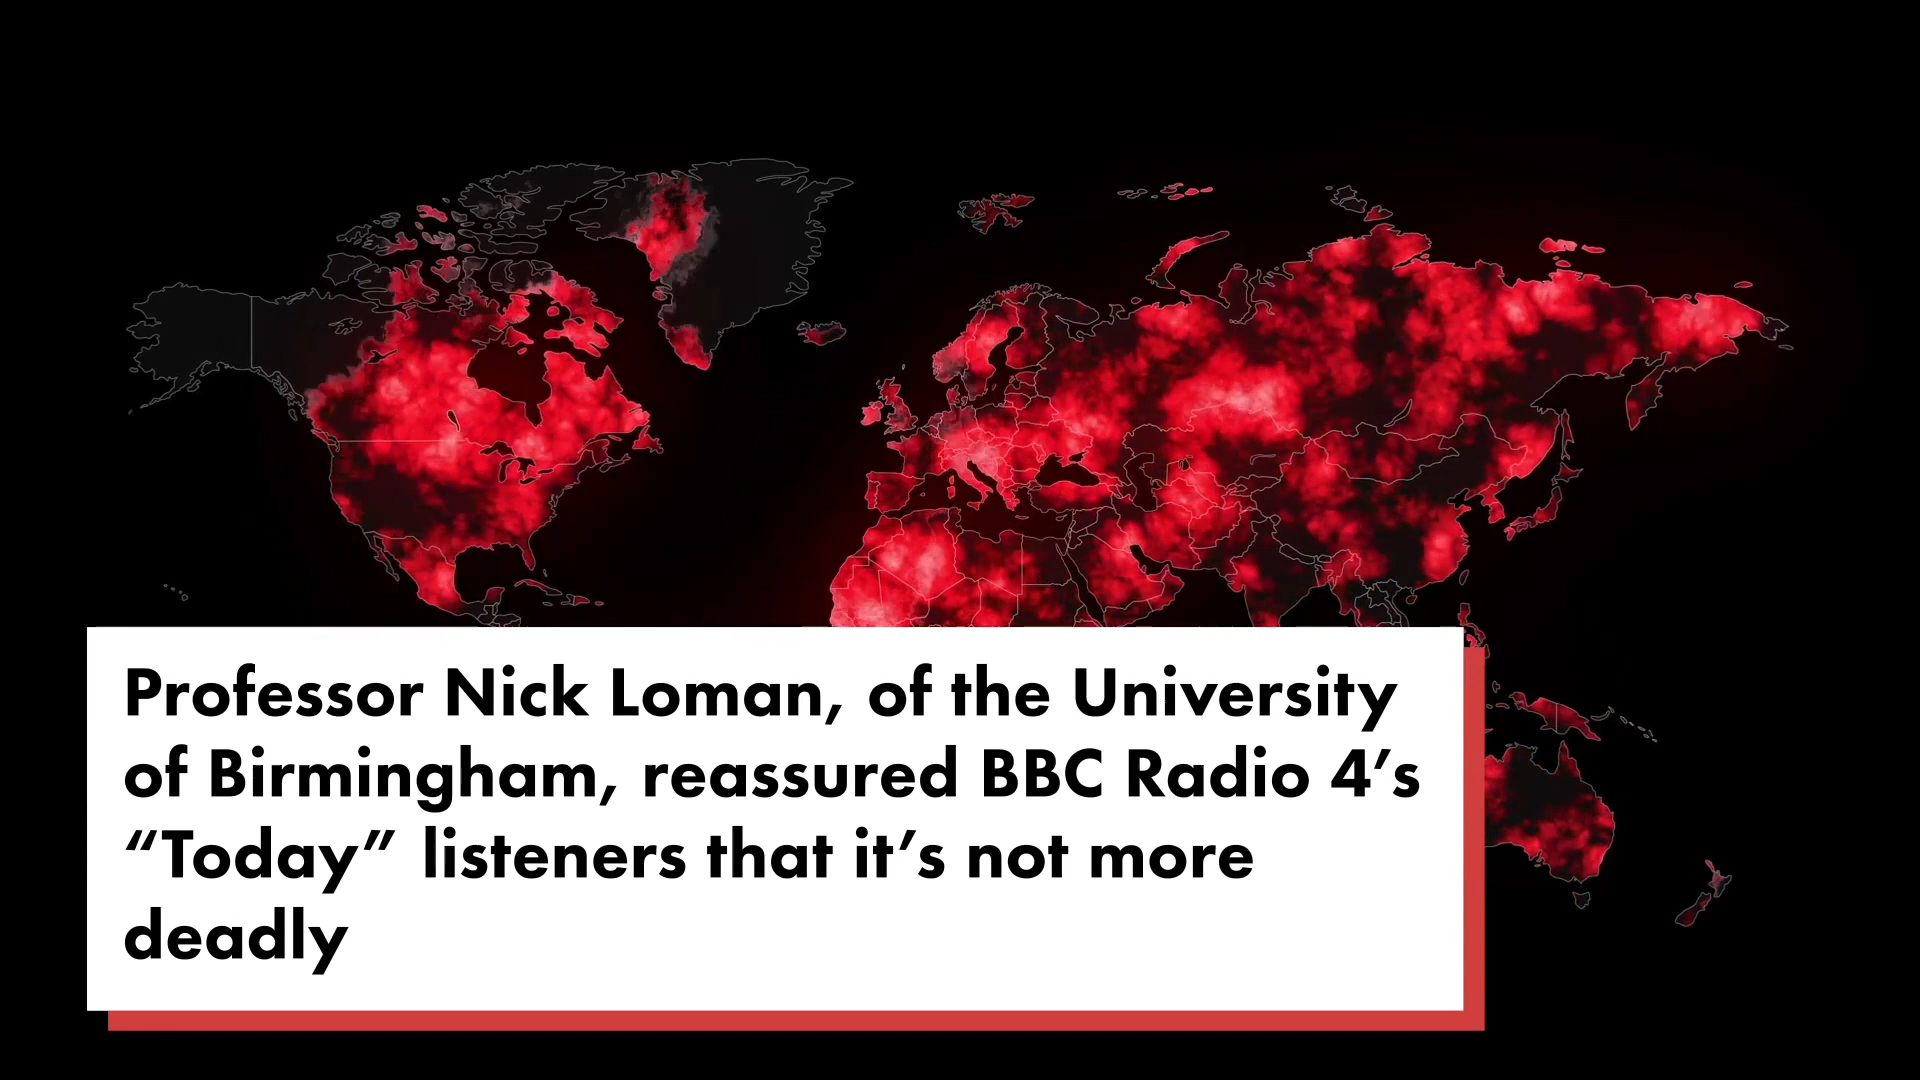 Professor Nick Loman, of the University
of Birmingham, reassured BBC Radio 4’s
“Today” listeners that it’s not more
deadly